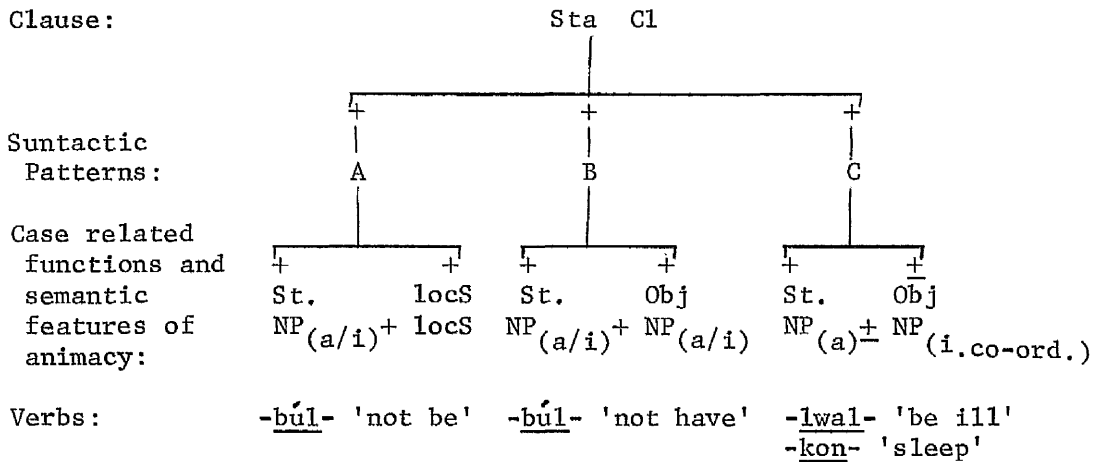 Clause: Sta Cl
+ + +
Suntactic
Patterns: A B C
Case related
functions and + + + + + ±
semantic St. locS St. Obj St. Obj
features of NP(a/i)+ locS NP(a/i)+ NP(a/i) NP(a)± NP(i.co-ord.)
animacy:
Verbs: -búl- 'not be' -búl- 'not have' -lwal- 'be ill'
-kon- 'sleep'